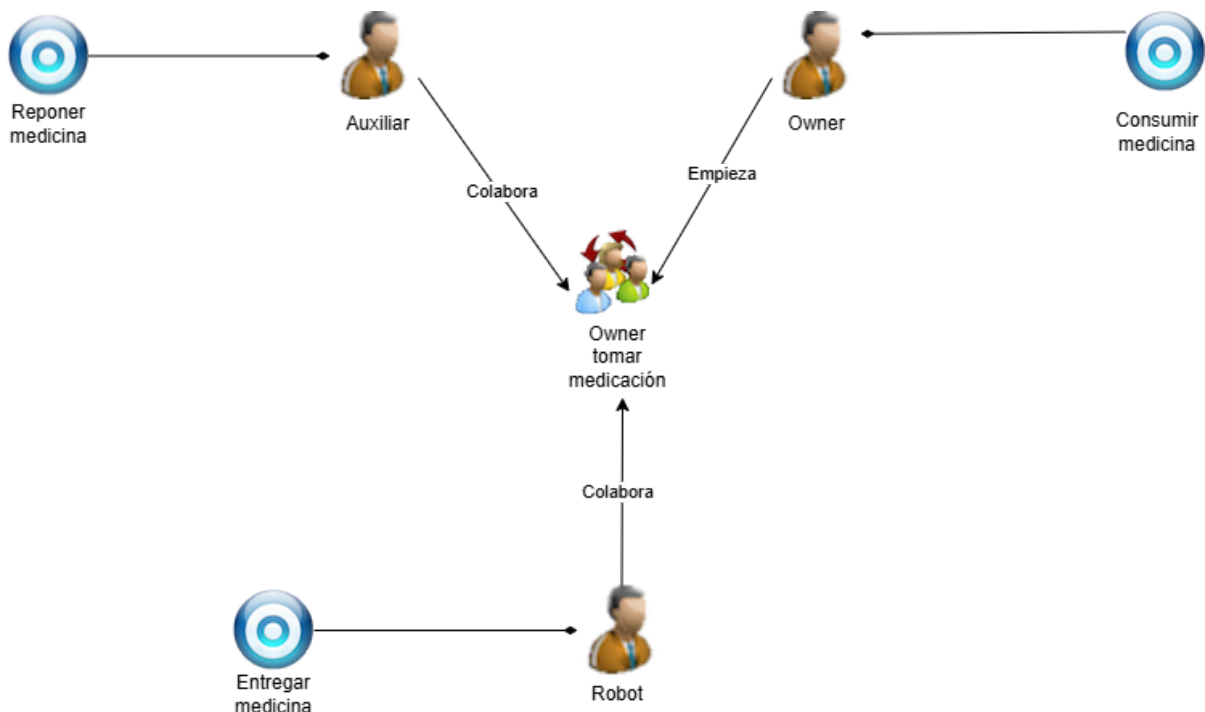 Reponer
medicina
Auxiliar
Owner
Consumir
medicina
Colabora
Empieza
Owner
tomar
medicación
Colabora
Entregar
medicina
Robot